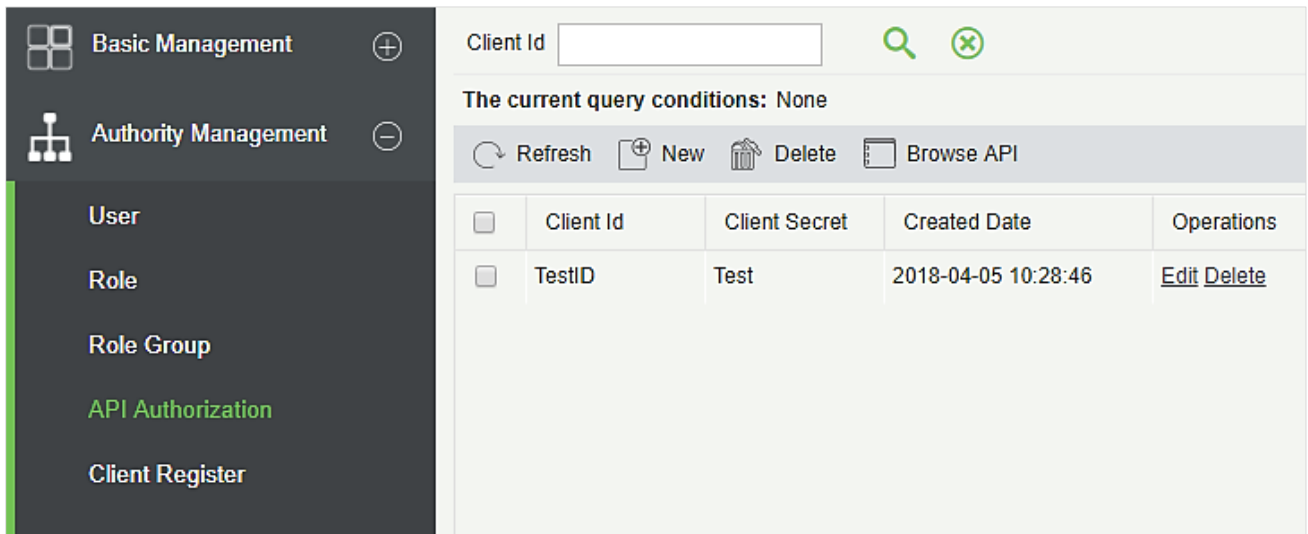 Basic Management
Authority Management
User
Role
Role Group
API Authorization
Client Register
Client Id
The current query conditions: None
Refresh New Delete Browse API
Client Id Client Secret Created Date Operations
TestID Test 2018-04-05 10:28:46 Edit Delete